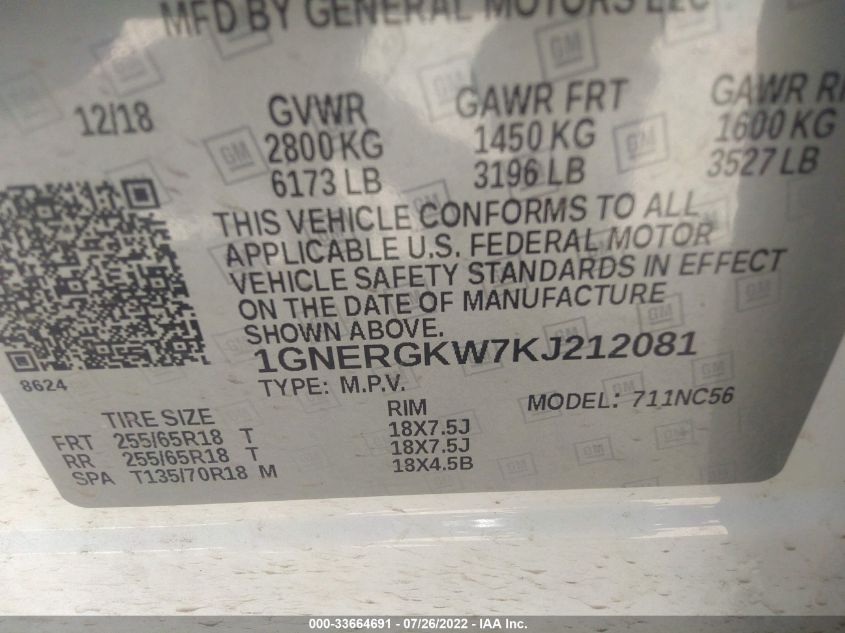 MFD BY GENERAL MOTORS LLC
12/18 GVWR GAWR FRT GAWR
2800 KG 1450 KG 1600 KG
6173 LB 3196 LB 3527 LB
THIS VEHICLE CONFORMS TO ALL
APPLICABLE U.S. FEDERAL MOTOR
VEHICLE SAFETY STANDARDS IN EFFECT
ON THE DATE OF MANUFACTURE
SHOWN ABOVE.
1GNERGKW7KJ212081
8624 TYPE: M.P.V. MODEL: 711NC56
TIRE SIZE RIM
FRT 255/65R18 T 18X7.5J
RR 255/65R18 T 18X7.5J
SPA T135/70R18 M 18X4.5B
000-33664691 - 07/26/2022 - IAA Inc.